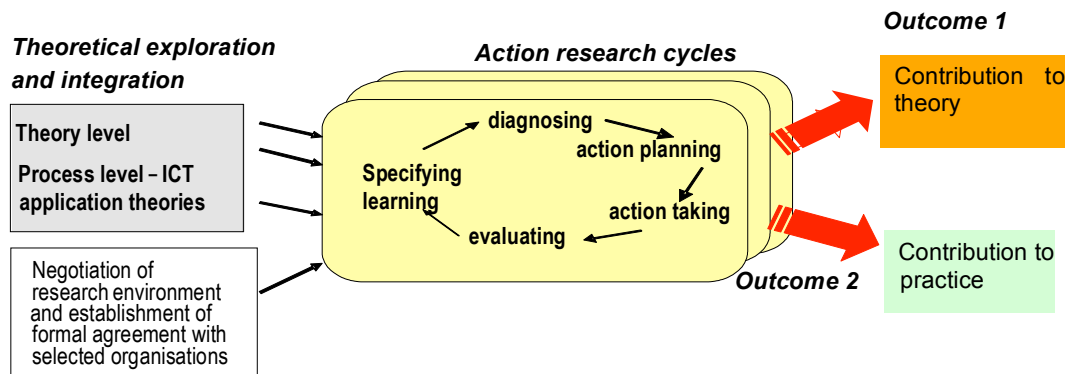 Theoretical exploration
and integration
Theory level
Process level – ICT
application theories
Negotiation of
research environment
and establishment of
formal agreement with
selected organisations
Action research cycles
diagnosing
action planning
action taking
evaluating
Specifying
learning
Outcome 1
Contribution to
theory
Outcome 2
Contribution to
practice